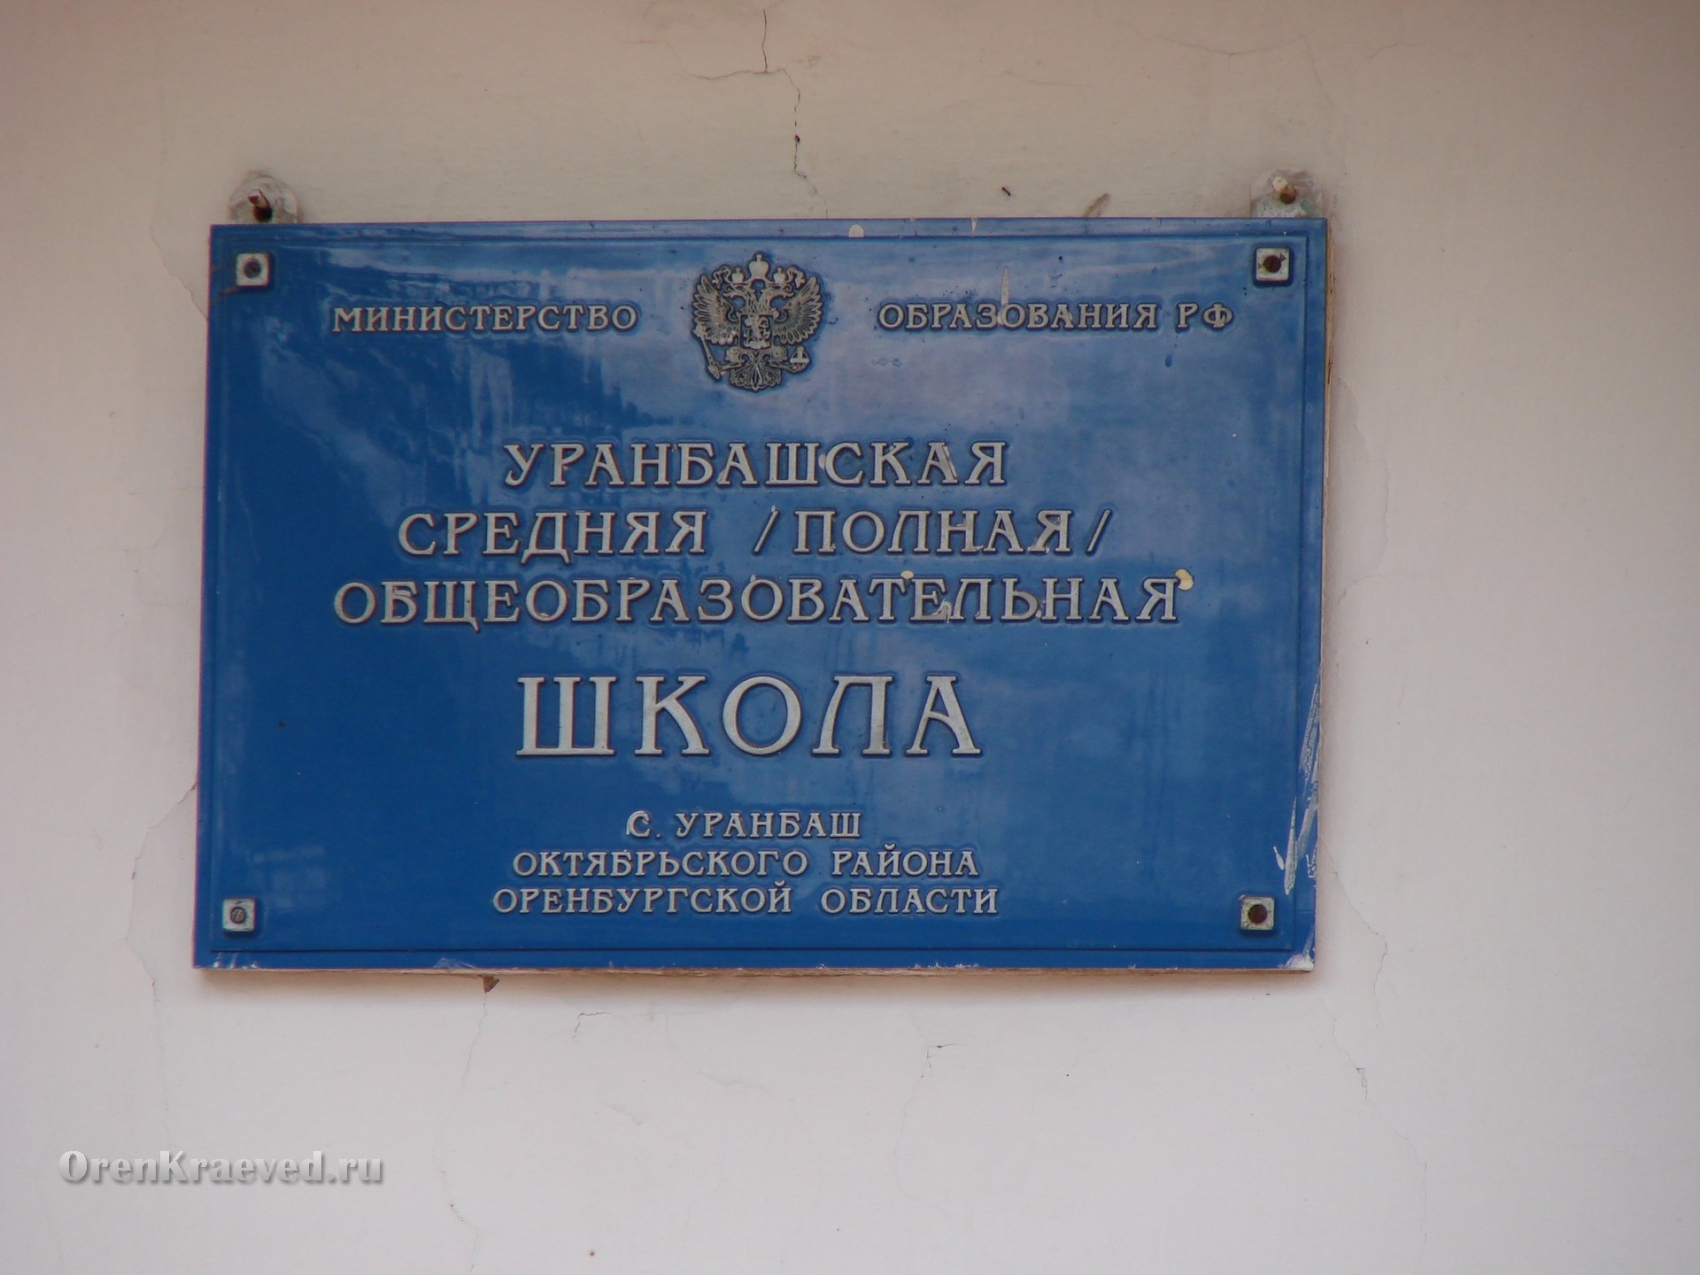 МИНИСТЕРСТВО ОБРАЗОВАНИЯ РФ
УРАНБАШСКАЯ
СРЕДНЯЯ /ПОЛНАЯ/
ОБЩЕОБРАЗОВАТЕЛЬНАЯ
ШКОЛА
С. УРАНБАШ
ОКТЯБРЬСКОГО РАЙОНА
ОРЕНБУРГСКОЙ ОБЛАСТИ
OrenKraeved.ru